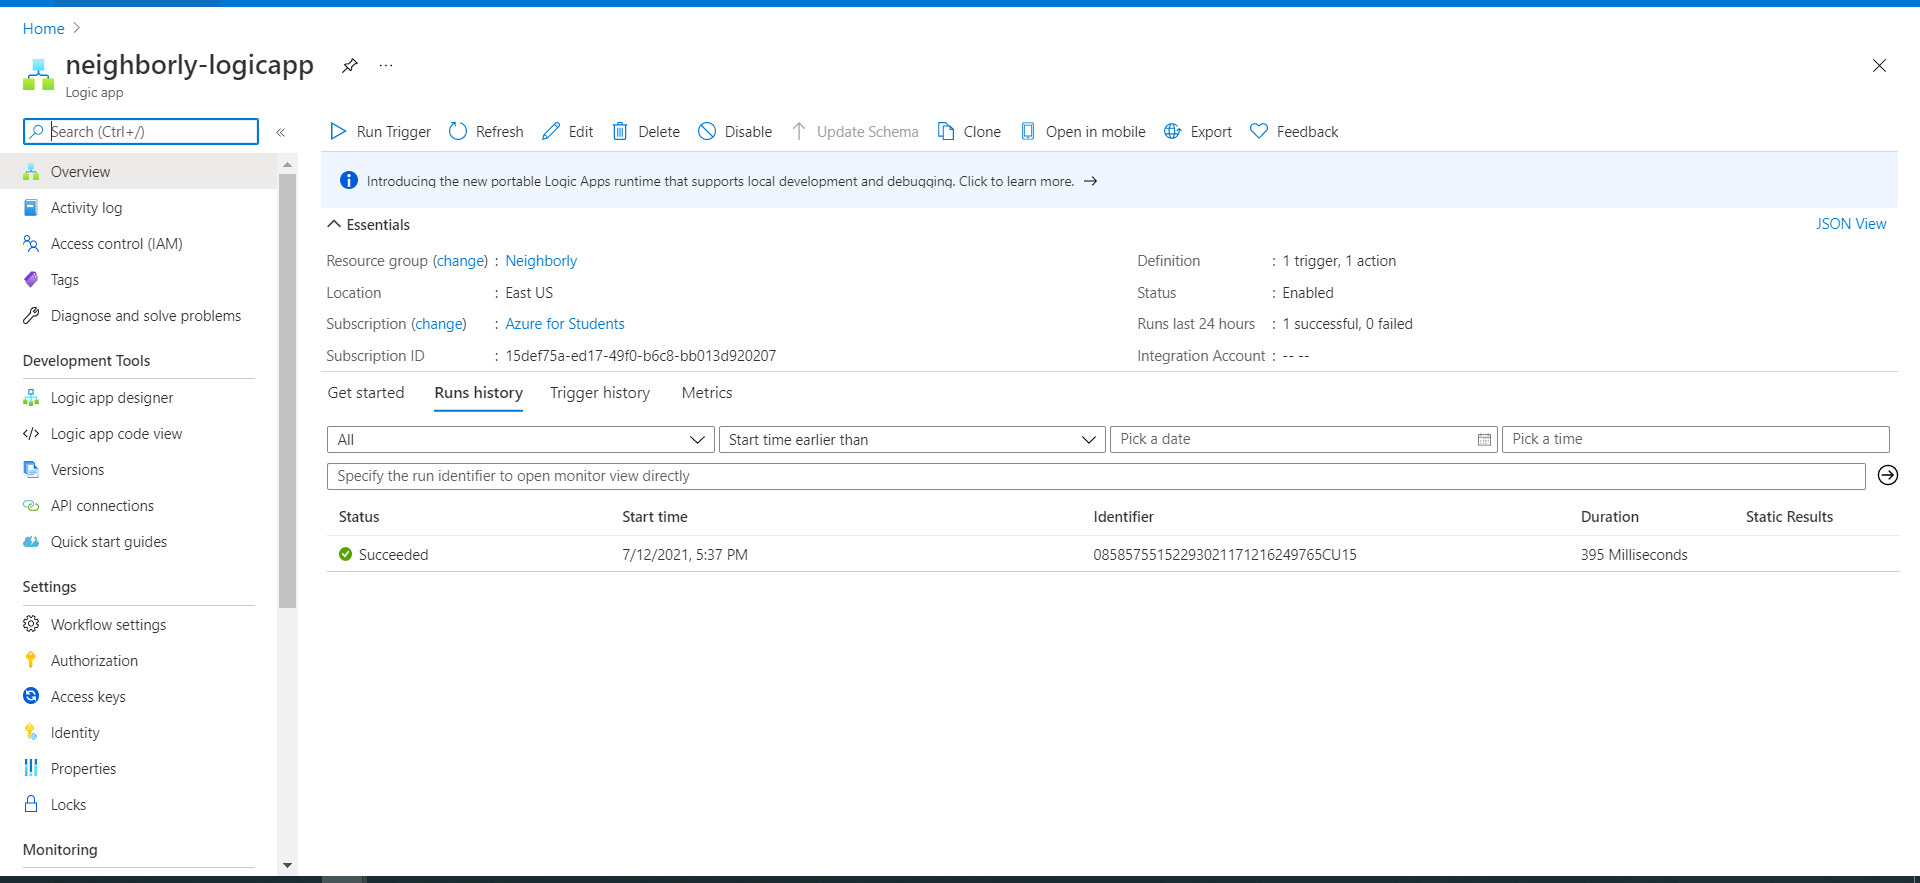 Home
neighborly-logicapp ...
Logic app
Search (Ctrl+/) «
Overview
Activity log
Access control (IAM)
Tags
Diagnose and solve problems
Development Tools
Logic app designer
Logic app code view
Versions
API connections
Quick start guides
Settings
Workflow settings
Authorization
Access keys
Identity
Properties
Locks
Monitoring
Run Trigger Refresh Edit Delete Disable Update Schema Clone Open in mobile Export Feedback
Introducing the new portable Logic Apps runtime that supports local development and debugging. Click to learn more. →
Essentials JSON View
Resource group (change) : Neighborly
Location : East US
Subscription (change) : Azure for Students
Subscription ID : 15def75a-ed17-49f0-b6c8-bb013d920207
Definition : 1 trigger, 1 action
Status : Enabled
Runs last 24 hours : 1 successful, 0 failed
Integration Account : -- --
Get started Runs history Trigger history Metrics
All Start time earlier than Pick a date Pick a time
Specify the run identifier to open monitor view directly
Status Start time Identifier Duration Static Results
Succeeded 7/12/2021, 5:37 PM 08585755152293021171216249765CU15 395 Milliseconds